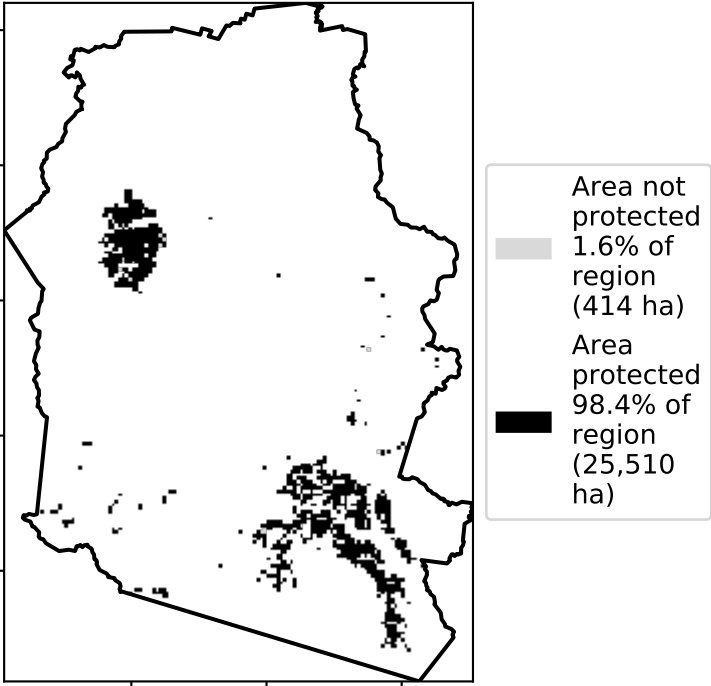 Area not
protected
1.6% of
region
(414 ha)
Area
protected
98.4% of
region
(25,510
ha)